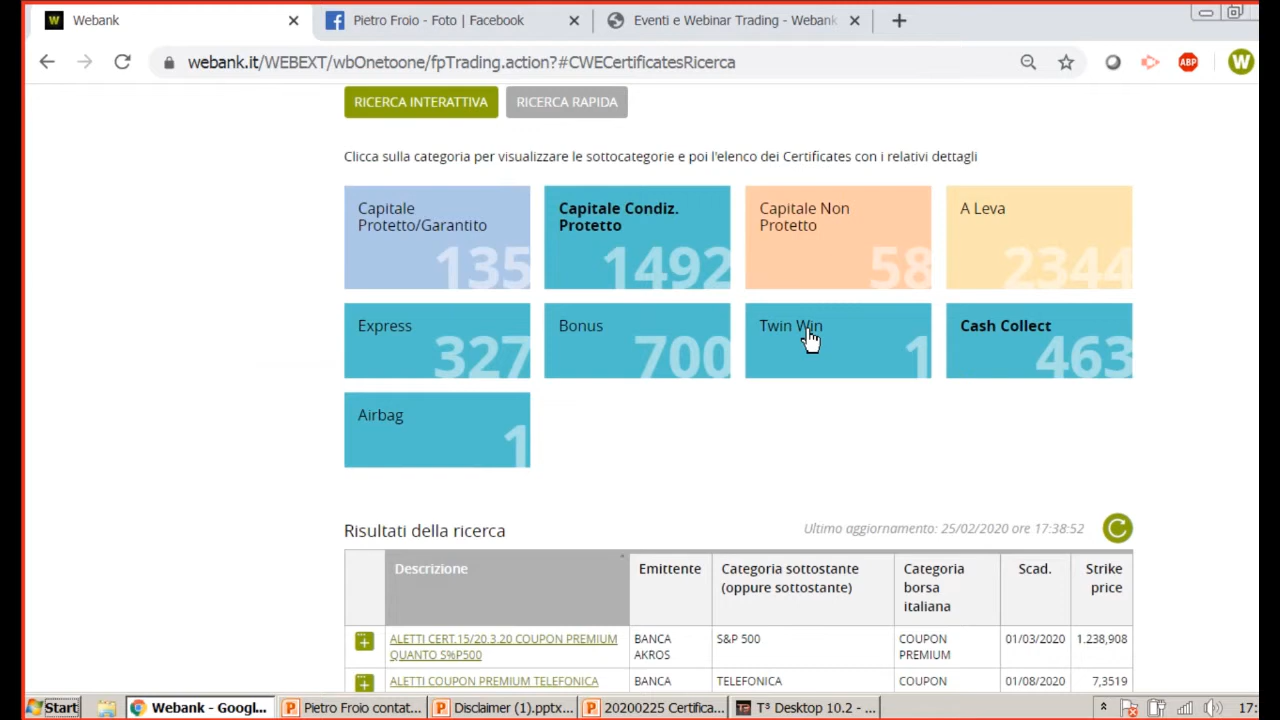 Webank
Pietro Froio - Foto | Facebook
Eventi e Webinar Trading - Webank
webank.it/WEBEXT/wbOnetoone/fpTrading.action?#CWECertificatesRicerca
ABP
W
RICERCA INTERATTIVA
RICERCA RAPIDA
Clicca sulla categoria per visualizzare le sottocategorie e poi l'elenco dei Certificates con i relativi dettagli
Capitale
Protetto/Garantito
135
Capitale Condiz.
Protetto
1492
Capitale Non
Protetto
58
A Leva
2344
Express
327
Bonus
700
Twin Win
1
Cash Collect
463
Airbag
1
Risultati della ricerca
Ultimo aggiornamento: 25/02/2020 ore 17:38:52
Descrizione
Emittente
Categoria sottostante
(oppure sottostante)
Categoria
borsa
italiana
Scad.
Strike
price
ALETTI CERT.15/20.3.20 COUPON PREMIUM
QUANTO S%P500
BANCA
AKROS
S&P 500
COUPON
PREMIUM
01/03/2020
1.238,908
ALETTI COUPON PREMIUM TELEFONICA
BANCA
TELEFONICA
COUPON
01/08/2020
7,3519
Start
Webank - Googl...
Pietro Froio contat...
Disclaimer (1).pptx...
20200225 Certifica...
T³ Desktop 10.2 - ...
17: